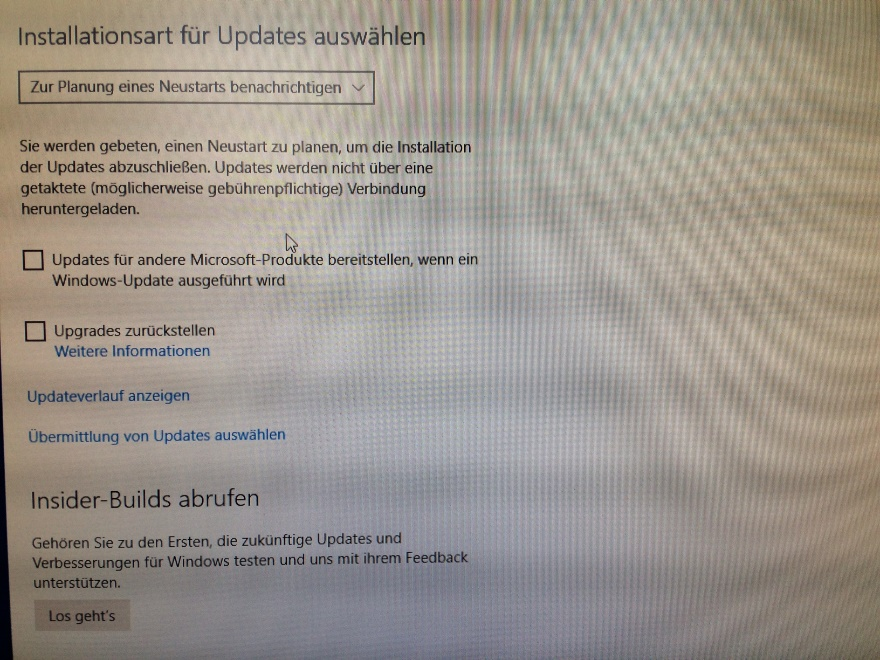 Installationsart für Updates auswählen
Zur Planung eines Neustarts benachrichtigen
Sie werden gebeten, einen Neustart zu planen, um die Installation
der Updates abzuschließen. Updates werden nicht über eine
getaktete (möglicherweise gebührenpflichtige) Verbindung
heruntergeladen.
Updates für andere Microsoft-Produkte bereitstellen, wenn ein
Windows-Update ausgeführt wird
Upgrades zurückstellen
Weitere Informationen
Updateverlauf anzeigen
Übermittlung von Updates auswählen
Insider-Builds abrufen
Gehören Sie zu den Ersten, die zukünftige Updates und
Verbesserungen für Windows testen und uns mit ihrem Feedback
unterstützen.
Los geht's